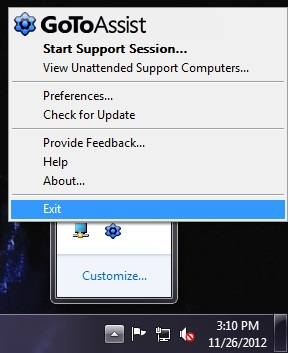 GoToAssist
Start Support Session...
View Unattended Support Computers...
Preferences...
Check for Update
Provide Feedback...
Help
About...
Exit
Customize...
3:10 PM
11/26/2012